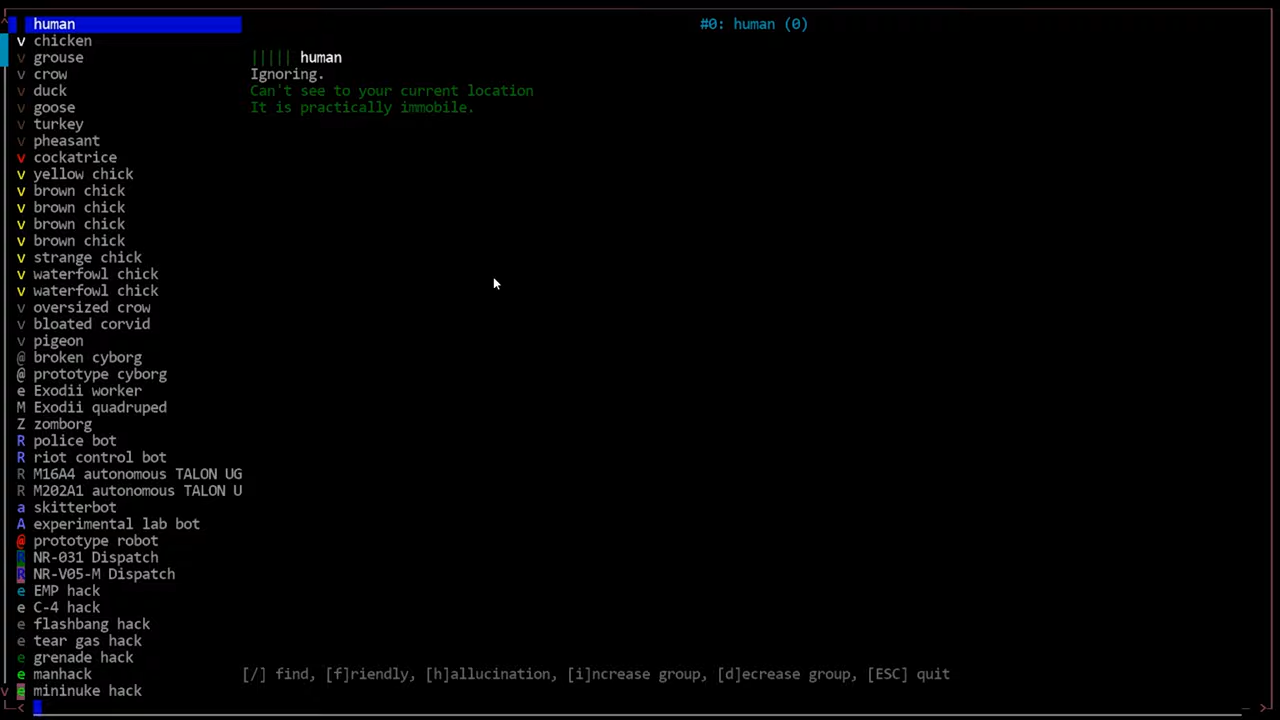 human #0: human (0)
v chicken
v grouse ||||| human
v crow Ignoring.
v duck Can't see to your current location
v goose It is practically immobile.
v turkey
v pheasant
v cockatrice
v yellow chick
v brown chick
v brown chick
v brown chick
v brown chick
v strange chick
v waterfowl chick
v waterfowl chick
v oversized crow
v bloated corvid
v pigeon
@ broken cyborg
@ prototype cyborg
e Exodii worker
M Exodii quadruped
Z zomborg
R police bot
R riot control bot
R M16A4 autonomous TALON UG
R M202A1 autonomous TALON U
a skitterbot
A experimental lab bot
@ prototype robot
R NR-031 Dispatch
R NR-V05-M Dispatch
e EMP hack
e C-4 hack
e flashbang hack
e tear gas hack
e grenade hack
e manhack [/] find, [f]riendly, [h]allucination, [i]ncrease group, [d]ecrease group, [ESC] quit
e mininuke hack